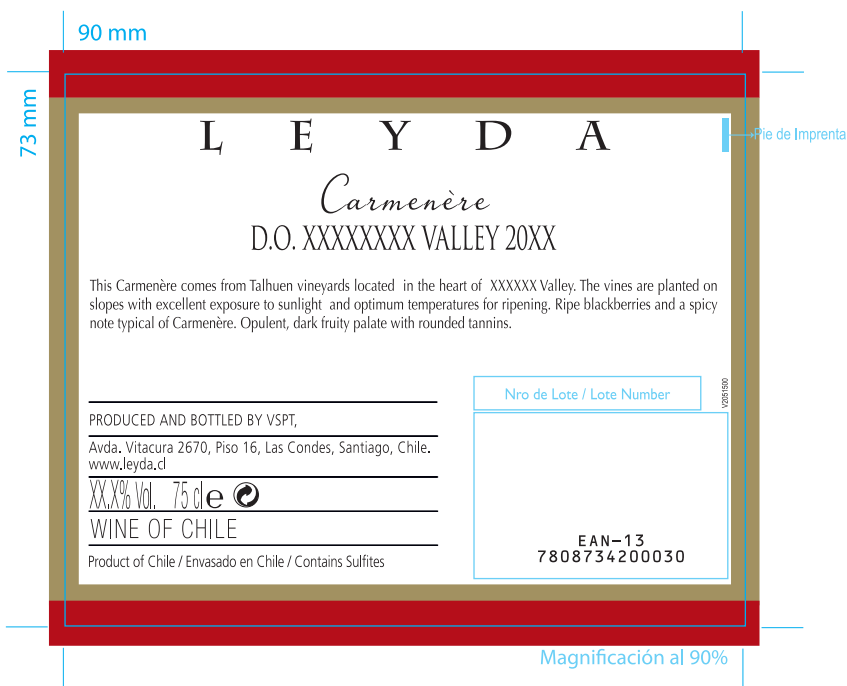 90 mm
73 mm
LEYDA
Pie de Imprenta
Carmenère
D.O. XXXXXXXX VALLEY 20XX
This Carmenère comes from Talhuen vineyards located in the heart of XXXXXX Valley. The vines are planted on
slopes with excellent exposure to sunlight and optimum temperatures for ripening. Ripe blackberries and a spicy
note typical of Carmenère. Opulent, dark fruity palate with rounded tannins.
Nro de Lote / Lote Number
V2051500
PRODUCED AND BOTTLED BY VSPT,
Avda. Vitacura 2670, Piso 16, Las Condes, Santiago, Chile.
www.leyda.cl
XX.X% Vol. 75 cl e
WINE OF CHILE
Product of Chile / Envasado en Chile / Contains Sulfites
EAN-13
7808734200030
Magnificación al 90%